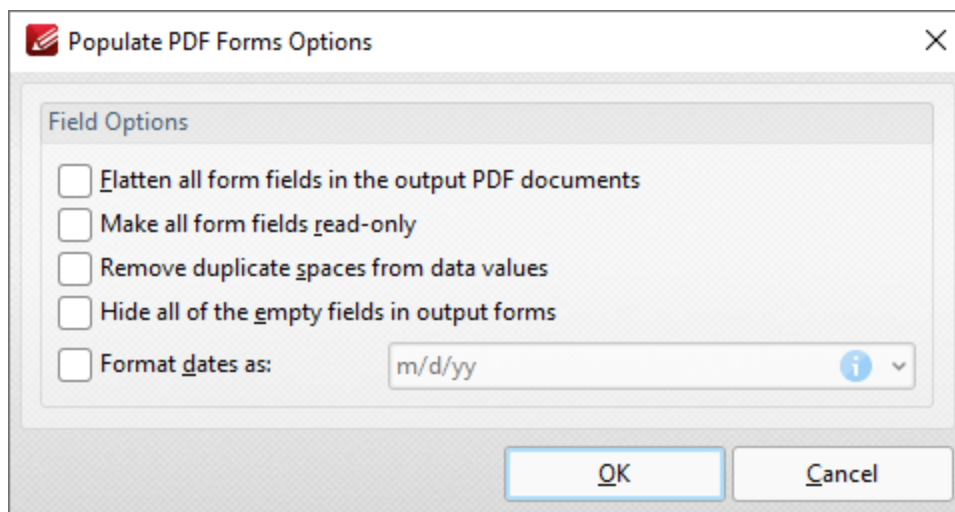 Populate PDF Forms Options
Field Options
Flatten all form fields in the output PDF documents
Make all form fields read-only
Remove duplicate spaces from data values
Hide all of the empty fields in output forms
Format dates as: m/d/yy
OK Cancel